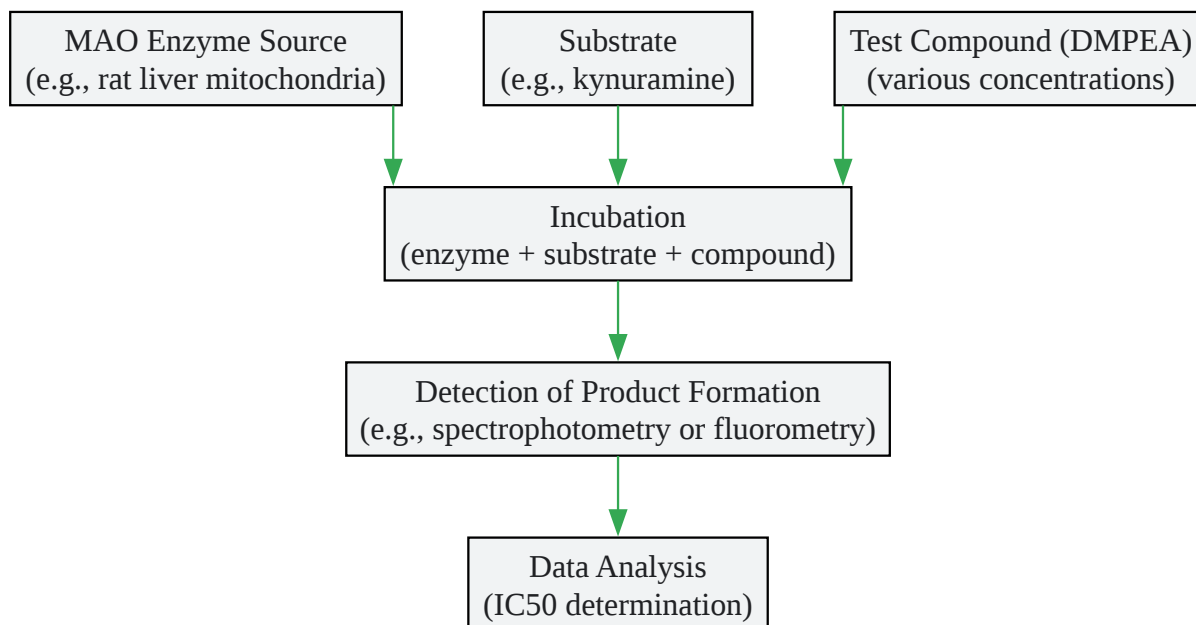 MAO Enzyme Source
(e.g., rat liver mitochondria)
Substrate
(e.g., kynuramine)
Test Compound (DMPEA)
(various concentrations)
Incubation
(enzyme + substrate + compound)
Detection of Product Formation
(e.g., spectrophotometry or fluorometry)
Data Analysis
(IC50 determination)